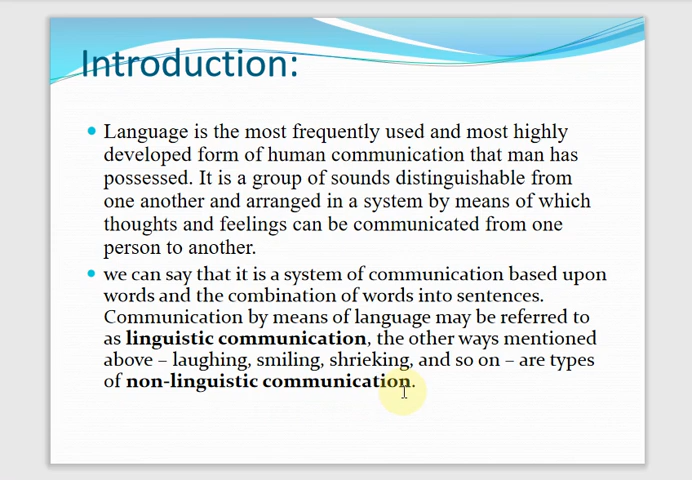 Introduction:
Language is the most frequently used and most highly
developed form of human communication that man has
possessed. It is a group of sounds distinguishable from
one another and arranged in a system by means of which
thoughts and feelings can be communicated from one
person to another.
we can say that it is a system of communication based upon
words and the combination of words into sentences.
Communication by means of language may be referred to
as linguistic communication, the other ways mentioned
above – laughing, smiling, shrieking, and so on – are types
of non-linguistic communication.